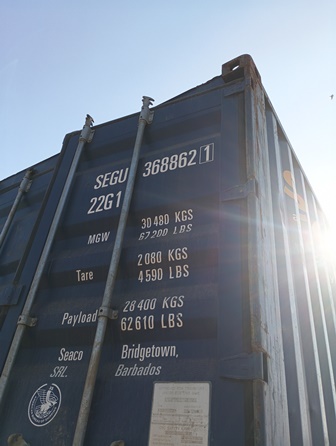 SEGU 368862 1
22G1
MGW 30480 KGS
67200 LBS
Tare 2080 KGS
4590 LBS
Payload 28400 KGS
62610 LBS
Seaco Bridgetown,
SRL. Barbados